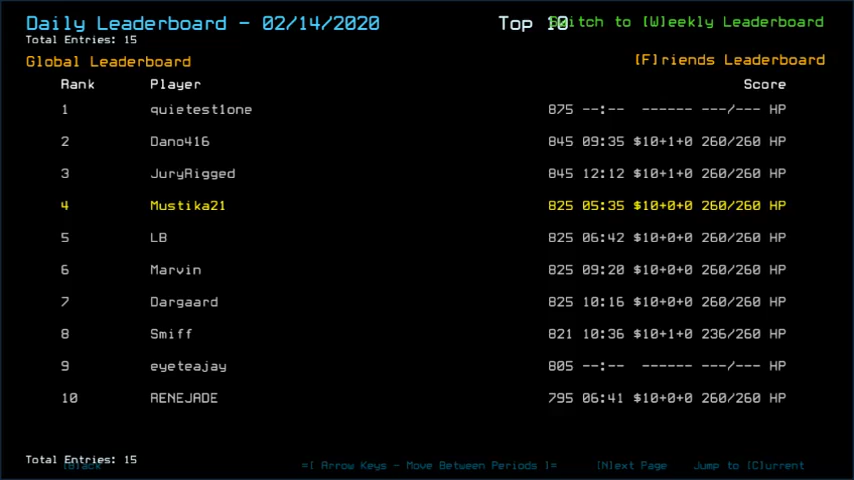 Daily Leaderboard - 02/14/2020 Top 10 Switch to [W]eekly Leaderboard
Total Entries: 15
Global Leaderboard [F]riends Leaderboard
Rank Player Score
1 quietest1one 875 --:-- ------ ---/--- HP
2 Dano416 845 09:35 $10+1+0 260/260 HP
3 JuryRigged 845 12:12 $10+1+0 260/260 HP
4 Mustika21 825 05:35 $10+0+0 260/260 HP
5 LB 825 06:42 $10+0+0 260/260 HP
6 Marvin 825 09:20 $10+0+0 260/260 HP
7 Dargaard 825 10:16 $10+0+0 260/260 HP
8 Smiff 821 10:36 $10+1+0 236/260 HP
9 eyeteajay 805 --:-- ------ ---/--- HP
10 RENEJADE 795 06:41 $10+0+0 260/260 HP
Total Entries: 15
[B]ack =[ Arrow Keys - Move Between Periods ]= [N]ext Page Jump to [C]urrent